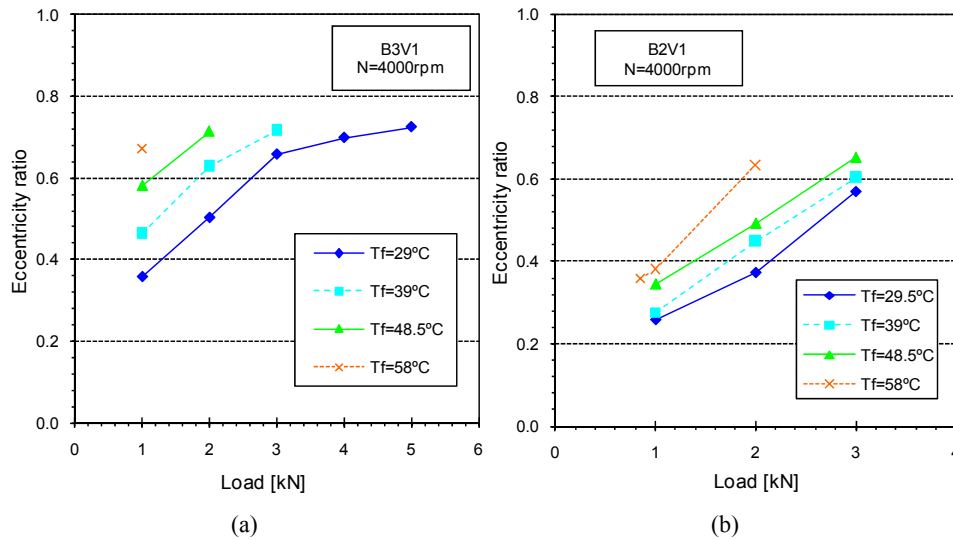 B3V1
N=4000rpm
Eccentricity ratio
1.0
0.8
0.6
0.4
0.2
0.0
Tf=29ºC
Tf=39ºC
Tf=48.5ºC
Tf=58ºC
0 1 2 3 4 5 6
Load [kN]
(a)
B2V1
N=4000rpm
Eccentricity ratio
1.0
0.8
0.6
0.4
0.2
0.0
Tf=29.5ºC
Tf=39ºC
Tf=48.5ºC
Tf=58ºC
0 1 2 3 4
Load [kN]
(b)